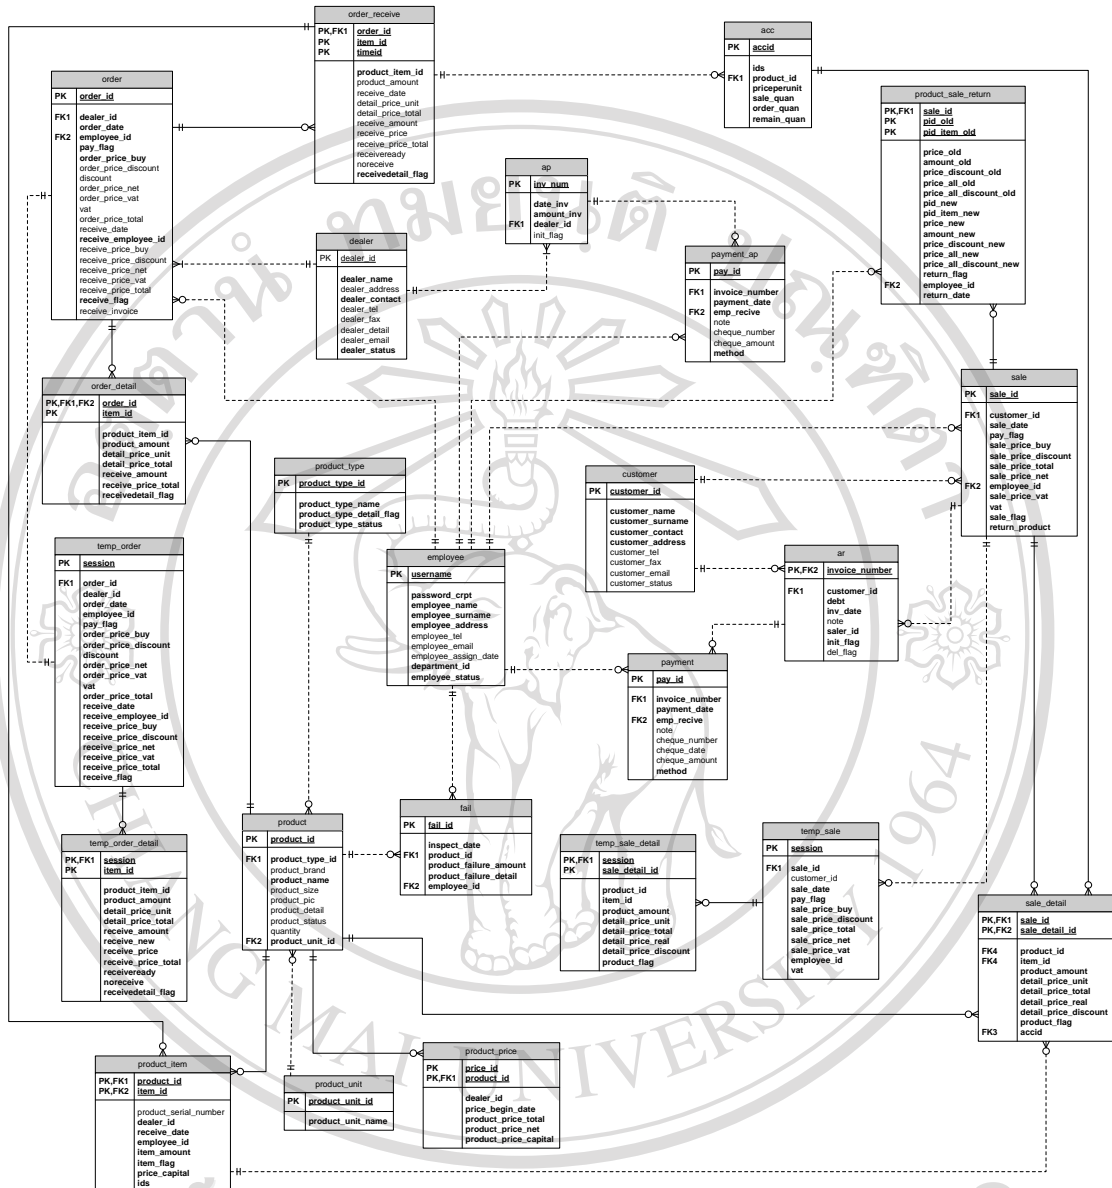 order_receive
PK,FK1 order_id
PK item_id
PK timeid
product_item_id
product_amount
receive_date
detail_price_unit
detail_price_total
receive_amount
receive_price
receive_price_total
receiveready
noreceive
receivedetail_flag
acc
PK accid
ids
FK1 product_id
priceperunit
sale_quan
order_quan
remain_quan
order
PK order_id
FK1 dealer_id
order_date
FK2 employee_id
pay_flag
order_price_buy
order_price_discount
discount
order_price_net
order_price_vat
vat
order_price_total
receive_date
receive_employee_id
receive_price_buy
receive_price_discount
receive_price_net
receive_price_vat
receive_price_total
receive_flag
receive_invoice
product_sale_return
PK,FK1 sale_id
PK pid_old
PK pid_item_old
price_old
amount_old
price_discount_old
price_all_old
price_all_discount_old
pid_new
pid_item_new
price_new
amount_new
price_discount_new
price_all_new
price_all_discount_new
return_flag
FK2 employee_id
return_date
ap
PK inv_num
date_inv
amount_inv
FK1 dealer_id
init_flag
dealer
PK dealer_id
dealer_name
dealer_address
dealer_contact
dealer_tel
dealer_fax
dealer_detail
dealer_email
dealer_status
payment_ap
PK pay_id
FK1 invoice_number
payment_date
FK2 emp_recive
note
cheque_number
cheque_amount
method
order_detail
PK,FK1,FK2 order_id
PK item_id
product_item_id
product_amount
detail_price_unit
detail_price_total
receive_amount
receive_price_total
receivedetail_flag
sale
PK sale_id
FK1 customer_id
sale_date
pay_flag
sale_price_buy
sale_price_discount
sale_price_total
sale_price_net
FK2 employee_id
sale_price_vat
vat
sale_flag
return_product
product_type
PK product_type_id
product_type_name
product_type_detail_flag
product_type_status
customer
PK customer_id
customer_name
customer_surname
customer_contact
customer_address
customer_tel
customer_fax
customer_email
customer_status
temp_order
PK session
FK1 order_id
dealer_id
order_date
employee_id
pay_flag
order_price_buy
order_price_discount
discount
order_price_net
order_price_vat
vat
order_price_total
receive_date
receive_employee_id
receive_price_buy
receive_price_discount
receive_price_net
receive_price_vat
receive_price_total
receive_flag
employee
PK username
password_crpt
employee_name
employee_surname
employee_address
employee_tel
employee_email
employee_assign_date
department_id
employee_status
ar
PK,FK2 invoice_number
FK1 customer_id
debt
inv_date
note
saler_id
init_flag
del_flag
payment
PK pay_id
FK1 invoice_number
payment_date
FK2 emp_recive
note
cheque_number
cheque_date
cheque_amount
method
product
PK product_id
FK1 product_type_id
product_brand
product_name
product_size
product_pic
product_detail
product_status
quantity
FK2 product_unit_id
fail
PK fail_id
inspect_date
FK1 product_id
product_failure_amount
product_failure_detail
FK2 employee_id
temp_order_detail
PK,FK1 session
PK item_id
product_item_id
product_amount
detail_price_unit
detail_price_total
receive_amount
receive_new
receive_price
receive_price_total
receiveready
noreceive
receivedetail_flag
temp_sale_detail
PK,FK1 session
PK sale_detail_id
product_id
item_id
product_amount
detail_price_unit
detail_price_total
detail_price_real
detail_price_discount
product_flag
temp_sale
PK session
FK1 sale_id
customer_id
sale_date
pay_flag
sale_price_buy
sale_price_discount
sale_price_total
sale_price_net
sale_price_vat
employee_id
vat
sale_detail
PK,FK1 sale_id
PK,FK2 sale_detail_id
FK4 product_id
FK4 item_id
product_amount
detail_price_unit
detail_price_total
detail_price_real
detail_price_discount
product_flag
FK3 accid
product_item
PK,FK1 product_id
PK,FK2 item_id
product_serial_number
dealer_id
receive_date
employee_id
item_amount
item_flag
price_capital
ids
product_unit
PK product_unit_id
product_unit_name
product_price
PK price_id
PK,FK1 product_id
dealer_id
price_begin_date
product_price_total
product_price_net
product_price_capital
CHIANG MAI UNIVERSITY 1964